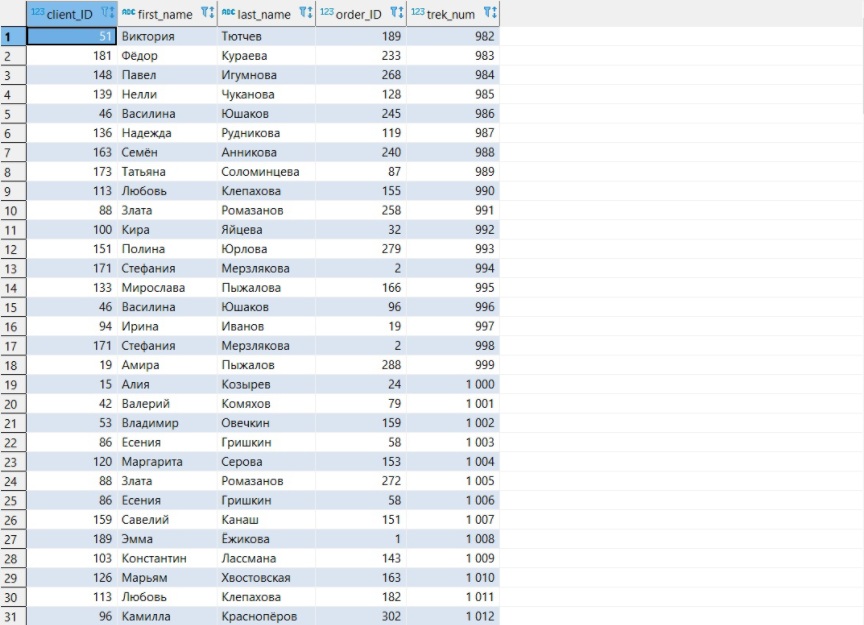 123 client_ID ABC first_name ABC last_name 123 order_ID 123 trek_num
1 51 Виктория Тютчев 189 982
2 181 Фёдор Кураева 233 983
3 148 Павел Игумнова 268 984
4 139 Нелли Чуканова 128 985
5 46 Василина Юшаков 245 986
6 136 Надежда Рудникова 119 987
7 163 Семён Анникова 240 988
8 173 Татьяна Соломинцева 87 989
9 113 Любовь Клепахова 155 990
10 88 Злата Ромазанов 258 991
11 100 Кира Яйцева 32 992
12 151 Полина Юрлова 279 993
13 171 Стефания Мерзлякова 2 994
14 133 Мирослава Пыжалова 166 995
15 46 Василина Юшаков 96 996
16 94 Ирина Иванов 19 997
17 171 Стефания Мерзлякова 2 998
18 19 Амира Пыжалов 288 999
19 15 Алия Козырев 24 1 000
20 42 Валерий Комяхов 79 1 001
21 53 Владимир Овечкин 159 1 002
22 86 Есения Гришкин 58 1 003
23 120 Маргарита Серова 153 1 004
24 88 Злата Ромазанов 272 1 005
25 86 Есения Гришкин 58 1 006
26 159 Савелий Канаш 151 1 007
27 189 Эмма Ёжикова 1 1 008
28 103 Константин Лассмана 143 1 009
29 126 Марьям Хвостовская 163 1 010
30 113 Любовь Клепахова 182 1 011
31 96 Камилла Краснопёров 302 1 012